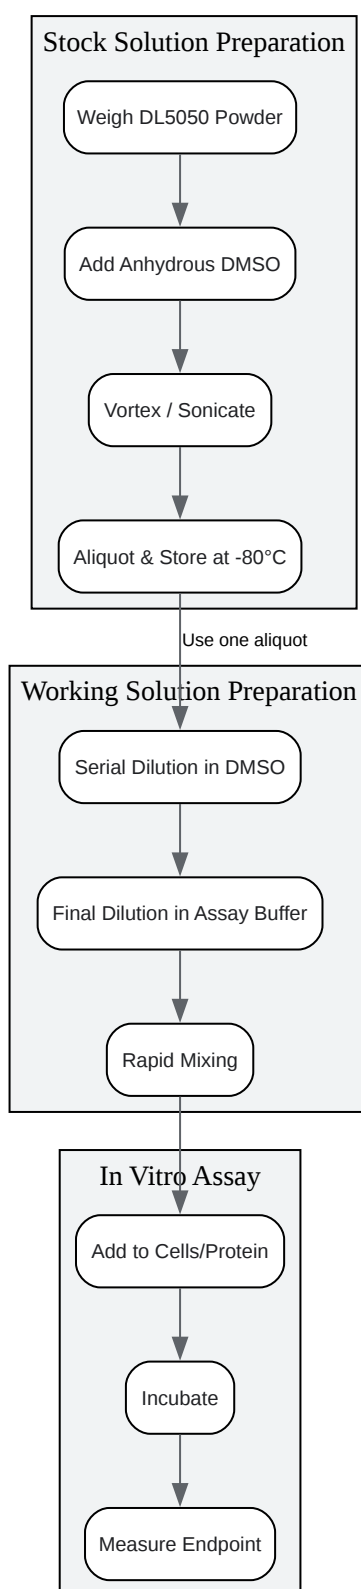 Stock Solution Preparation
Weigh DL5050 Powder
Add Anhydrous DMSO
Vortex / Sonicate
Aliquot & Store at -80°C
Use one aliquot
Working Solution Preparation
Serial Dilution in DMSO
Final Dilution in Assay Buffer
Rapid Mixing
In Vitro Assay
Add to Cells/Protein
Incubate
Measure Endpoint